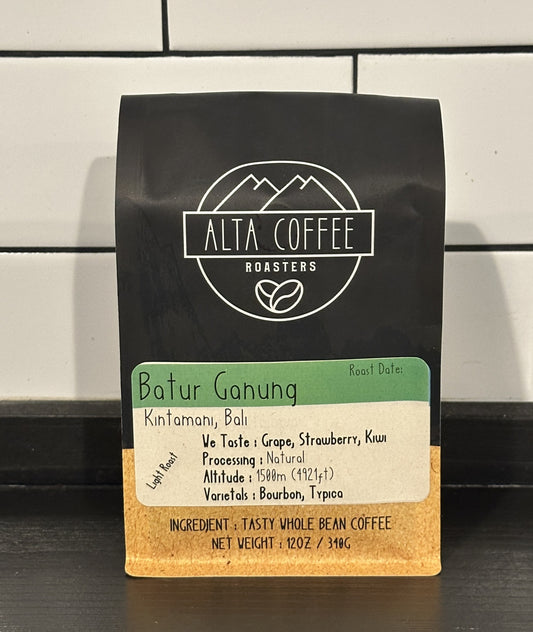 ALTA COFFEE
ROASTERS
Roast Date:
Batur Ganung
Kintamani, Bali
We Taste : Grape, Strawberry, Kiwi
Processing : Natural
Altitude : 1500m (4921ft)
Varietals : Bourbon, Typica
Light Roast
INGREDIENT : TASTY WHOLE BEAN COFFEE
NET WEIGHT : 12OZ / 340G